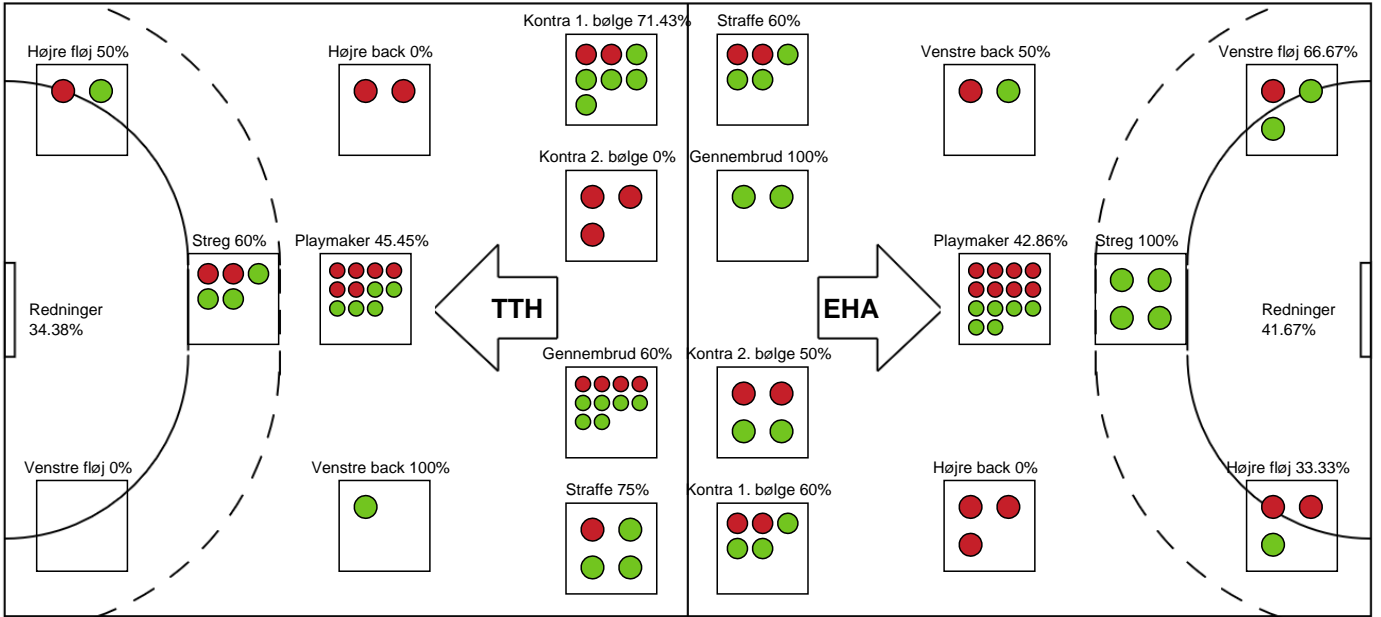 Kontra 1. bølge 71.43%
Straffe 60%
Højre fløj 50%
Højre back 0%
Venstre back 50%
Venstre fløj 66.67%
Kontra 2. bølge 0%
Gennembrud 100%
Streg 60%
Playmaker 45.45%
Playmaker 42.86%
Streg 100%
Redninger
34.38%
TTH
EHA
Redninger
41.67%
Gennembrud 60%
Kontra 2. bølge 50%
Venstre fløj 0%
Venstre back 100%
Højre back 0%
Højre fløj 33.33%
Straffe 75%
Kontra 1. bølge 60%